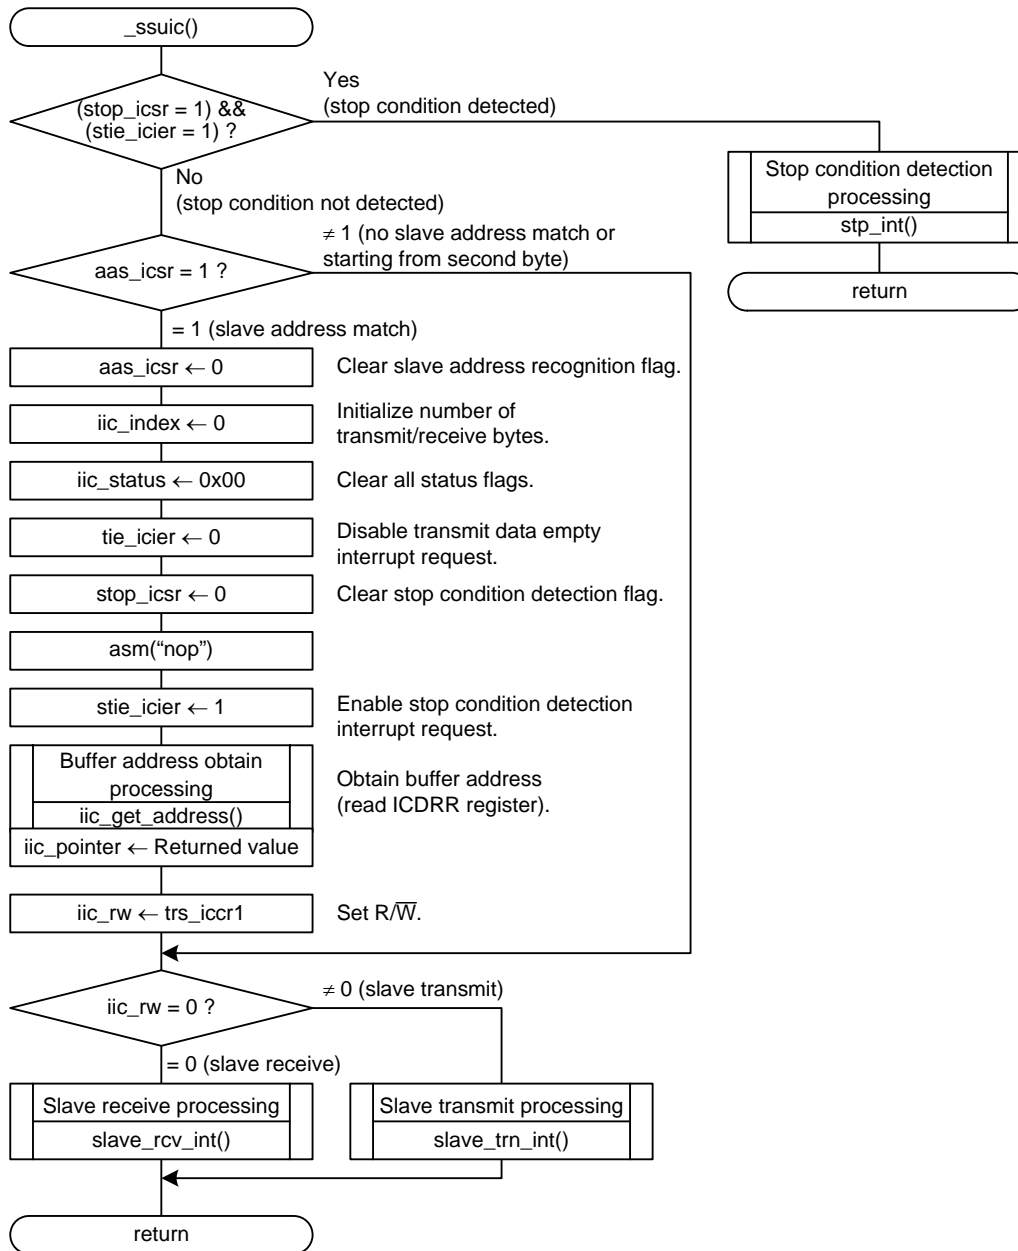 _ssuic()
(stop_icsr = 1) &&
(stie_icier = 1) ?
Yes
(stop condition detected)
Stop condition detection
processing
stp_int()
return
No
(stop condition not detected)
aas_icsr = 1 ?
≠ 1 (no slave address match or
starting from second byte)
= 1 (slave address match)
aas_icsr ← 0
Clear slave address recognition flag.
iic_index ← 0
Initialize number of
transmit/receive bytes.
iic_status ← 0x00
Clear all status flags.
tie_icier ← 0
Disable transmit data empty
interrupt request.
stop_icsr ← 0
Clear stop condition detection flag.
asm(“nop”)
stie_icier ← 1
Enable stop condition detection
interrupt request.
Buffer address obtain
processing
iic_get_address()
Obtain buffer address
(read ICDRR register).
iic_pointer ← Returned value
iic_rw ← trs_iccr1
Set R/W̅.
iic_rw = 0 ?
≠ 0 (slave transmit)
= 0 (slave receive)
Slave receive processing
slave_rcv_int()
Slave transmit processing
slave_trn_int()
return